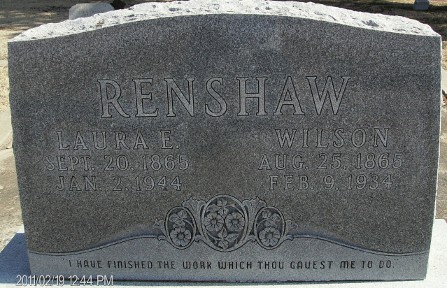 RENSHAW
LAURA E.
SEPT. 20, 1865
JAN. 2, 1944
WILSON
AUG. 25, 1865
FEB. 9, 1934
I HAVE FINISHED THE WORK WHICH THOU GAVEST ME TO DO.
2011/02/19 12:44 PM